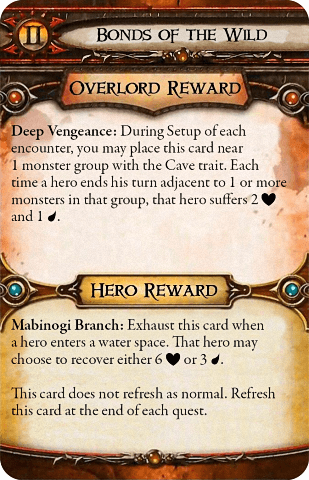 II
BONDS OF THE WILD
OVERLORD REWARD
Deep Vengeance: During Setup of each
encounter, you may place this card near
1 monster group with the Cave trait. Each
time a hero ends his turn adjacent to 1 or more
monsters in that group, that hero suffers 2 ♥
and 1 .
HERO REWARD
Mabinogi Branch: Exhaust this card when
a hero enters a water space. That hero may
choose to recover either 6 ♥ or 3 .
This card does not refresh as normal. Refresh
this card at the end of each quest.